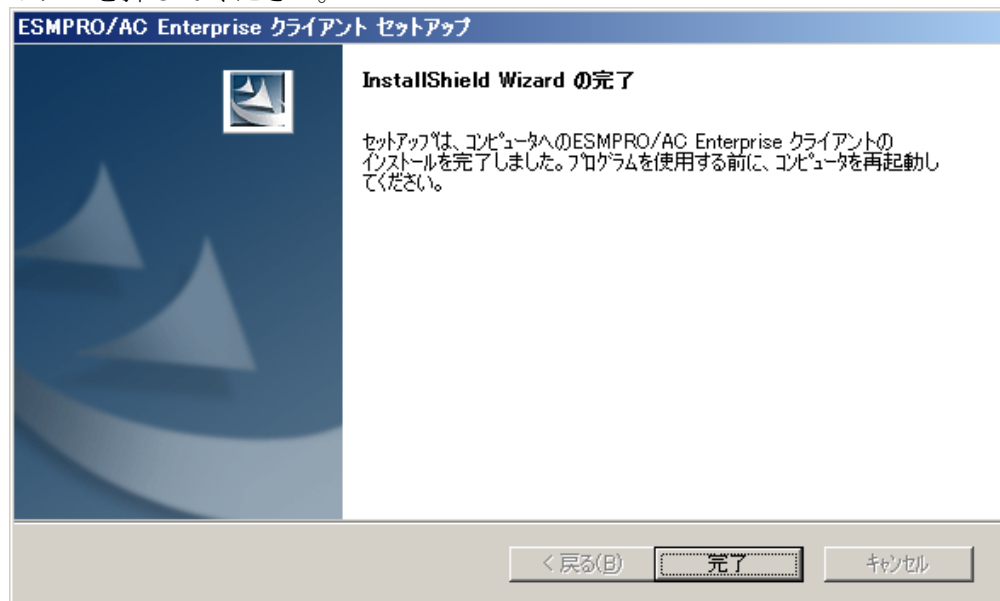 ESMPRO/AC Enterprise クライアント セットアップ
InstallShield Wizard の完了
セットアップは、コンピュータへのESMPRO/AC Enterprise クライアントの
インストールを完了しました。プログラムを使用する前に、コンピュータを再起動し
てください。
< 戻る(B)
完了
キャンセル